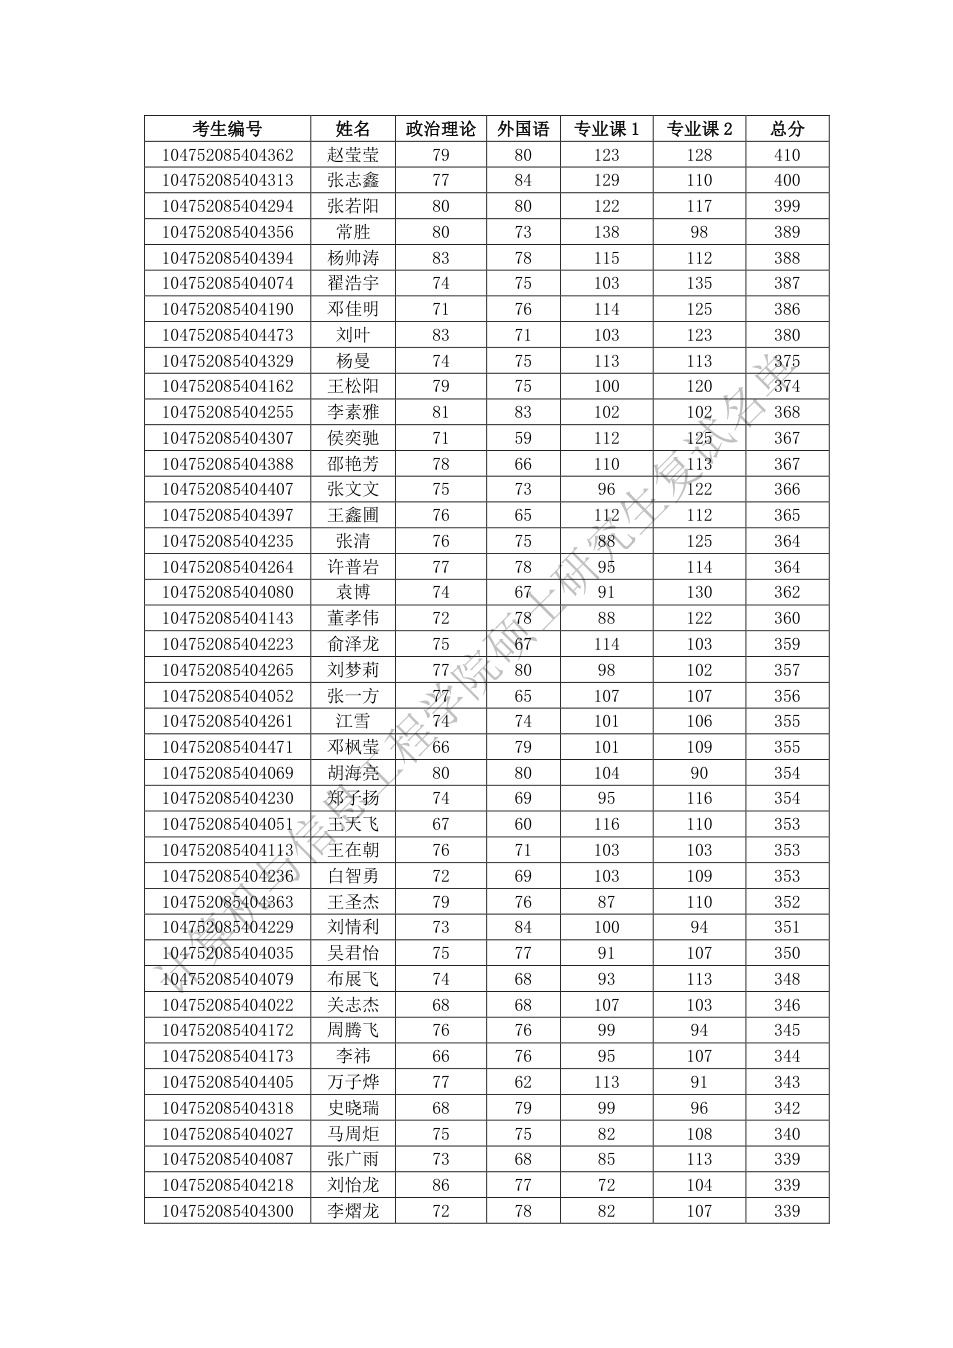 考生编号 姓名 政治理论 外国语 专业课 1 专业课 2 总分
104752085404362 赵莹莹 79 80 123 128 410
104752085404313 张志鑫 77 84 129 110 400
104752085404294 张若阳 80 80 122 117 399
104752085404356 常胜 80 73 138 98 389
104752085404394 杨帅涛 83 78 115 112 388
104752085404074 翟浩宇 74 75 103 135 387
104752085404190 邓佳明 71 76 114 125 386
104752085404473 刘叶 83 71 103 123 380
104752085404329 杨曼 74 75 113 113 375
104752085404162 王松阳 79 75 100 120 374
104752085404255 李素雅 81 83 102 102 368
104752085404307 侯奕驰 71 59 112 125 367
104752085404388 邵艳芳 78 66 110 113 367
104752085404407 张文文 75 73 96 122 366
104752085404397 王鑫圃 76 65 112 112 365
104752085404235 张清 76 75 88 125 364
104752085404264 许普岩 77 78 95 114 364
104752085404080 袁博 74 67 91 130 362
104752085404143 董孝伟 72 78 88 122 360
104752085404223 俞泽龙 75 67 114 103 359
104752085404265 刘梦莉 77 80 98 102 357
104752085404052 张一方 77 65 107 107 356
104752085404261 江雪 74 74 101 106 355
104752085404471 邓枫莹 66 79 101 109 355
104752085404069 胡海亮 80 80 104 90 354
104752085404230 郑子扬 74 69 95 116 354
104752085404051 王天飞 67 60 116 110 353
104752085404113 王在朝 76 71 103 103 353
104752085404236 白智勇 72 69 103 109 353
104752085404363 王圣杰 79 76 87 110 352
104752085404229 刘情利 73 84 100 94 351
104752085404035 吴君怡 75 77 91 107 350
104752085404079 布展飞 74 68 93 113 348
104752085404022 关志杰 68 68 107 103 346
104752085404172 周腾飞 76 76 99 94 345
104752085404173 李祎 66 76 95 107 344
104752085404405 万子烨 77 62 113 91 343
104752085404318 史晓瑞 68 79 99 96 342
104752085404027 马周炬 75 75 82 108 340
104752085404087 张广雨 73 68 85 113 339
104752085404218 刘怡龙 86 77 72 104 339
104752085404300 李熠龙 72 78 82 107 339
计算机与信息工程学院硕士研究生复试名单